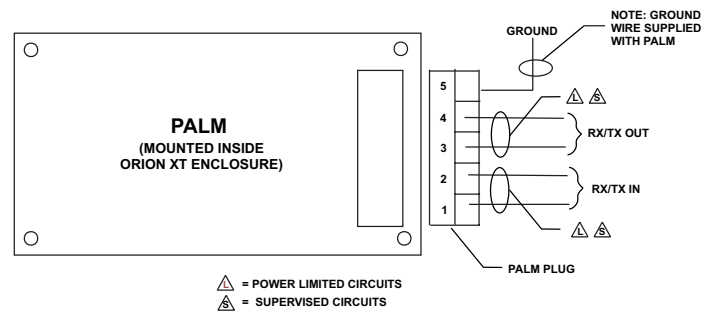 NOTE: GROUND
WIRE SUPPLIED
WITH PALM
GROUND
PALM
(MOUNTED INSIDE
ORION XT ENCLOSURE)
5
4
3
2
1
L S
RX/TX OUT
RX/TX IN
L S
PALM PLUG
L = POWER LIMITED CIRCUITS
S = SUPERVISED CIRCUITS